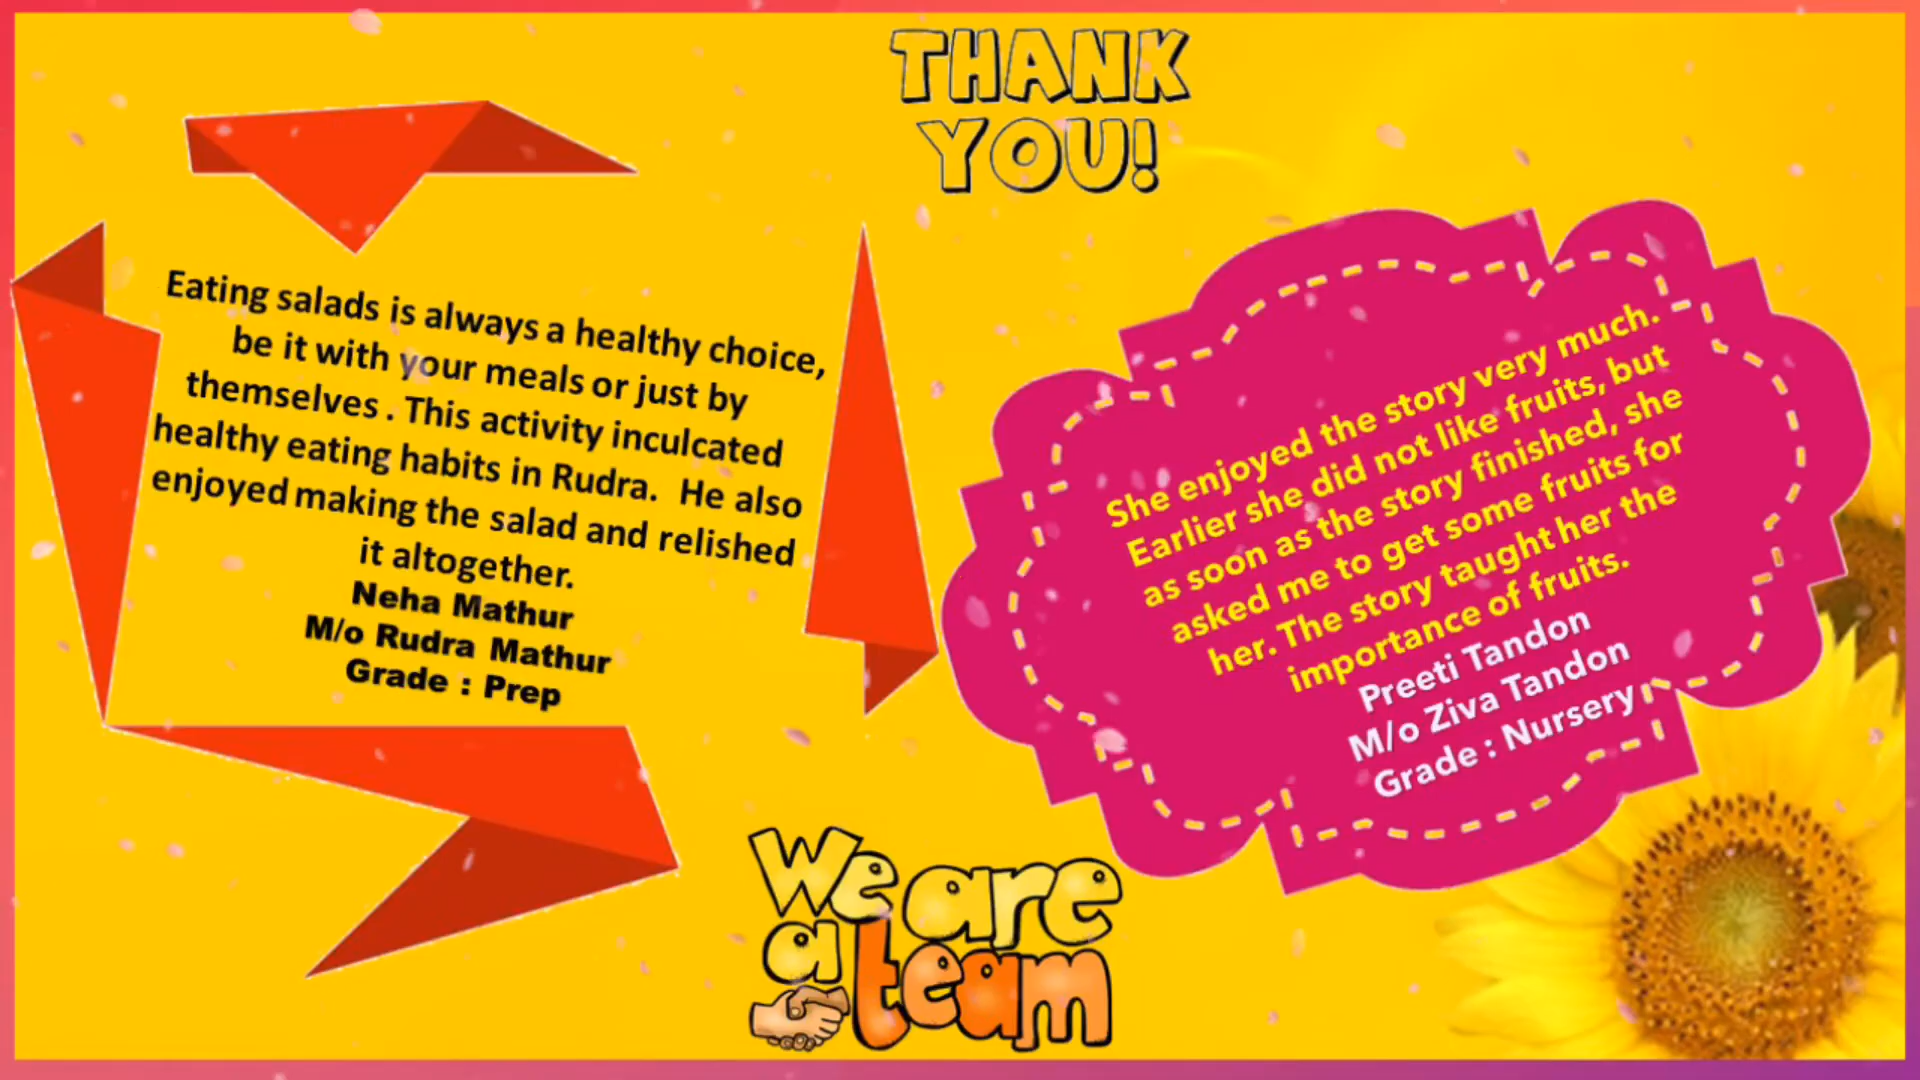 THANK
YOU!
Eating salads is always a healthy choice,
be it with your meals or just by
themselves . This activity inculcated
healthy eating habits in Rudra. He also
enjoyed making the salad and relished
it altogether.
Neha Mathur
M/o Rudra Mathur
Grade : Prep
She enjoyed the story very much.
Earlier she did not like fruits, but
as soon as the story finished, she
asked me to get some fruits for
her. The story taught her the
importance of fruits.
Preeti Tandon
M/o Ziva Tandon
Grade : Nursery
We are
a team